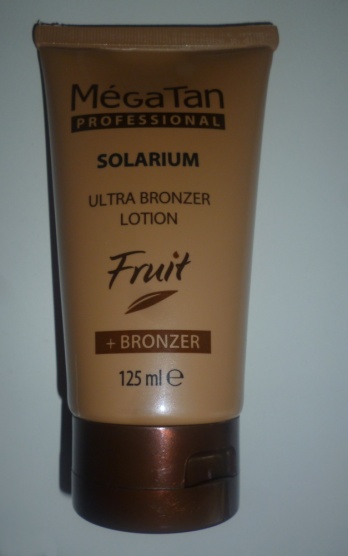 MéGaTan
PROFESSIONAL
SOLARIUM
ULTRA BRONZER
LOTION
Fruit
+ BRONZER
125 ml ℮